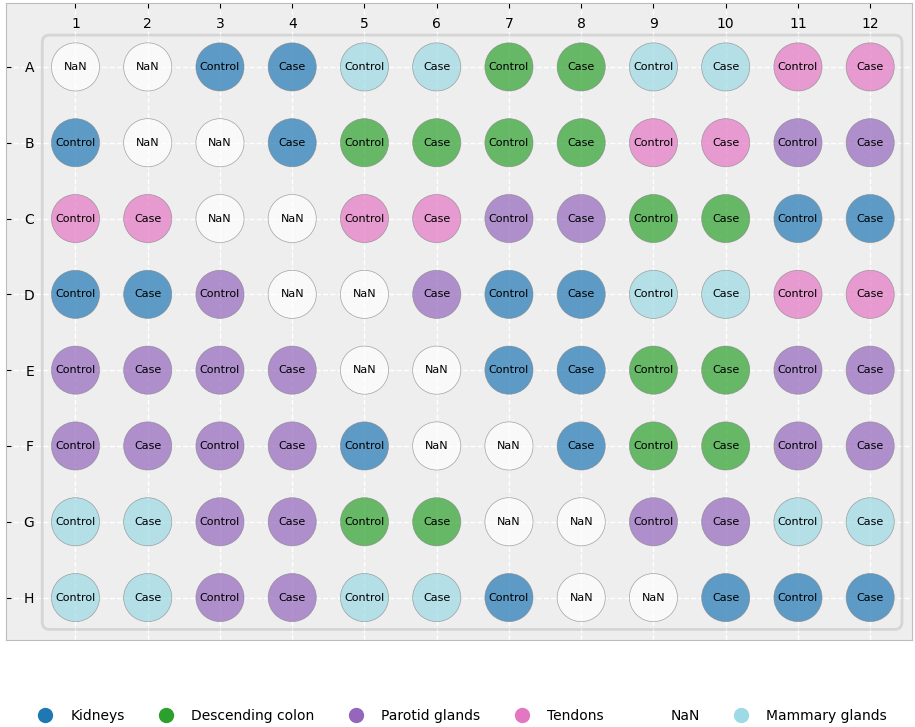 1 2 3 4 5 6 7 8 9 10 11 12
A NaN NaN Control Case Control Case Control Case Control Case Control Case
B Control NaN NaN Case Control Case Control Case Control Case Control Case
C Control Case NaN NaN Control Case Control Case Control Case Control Case
D Control Case Control NaN NaN Case Control Case Control Case Control Case
E Control Case Control Case NaN NaN Control Case Control Case Control Case
F Control Case Control Case Control NaN NaN Case Control Case Control Case
G Control Case Control Case Control Case NaN NaN Control Case Control Case
H Control Case Control Case Control Case Control NaN NaN Case Control Case
Kidneys Descending colon Parotid glands Tendons NaN Mammary glands